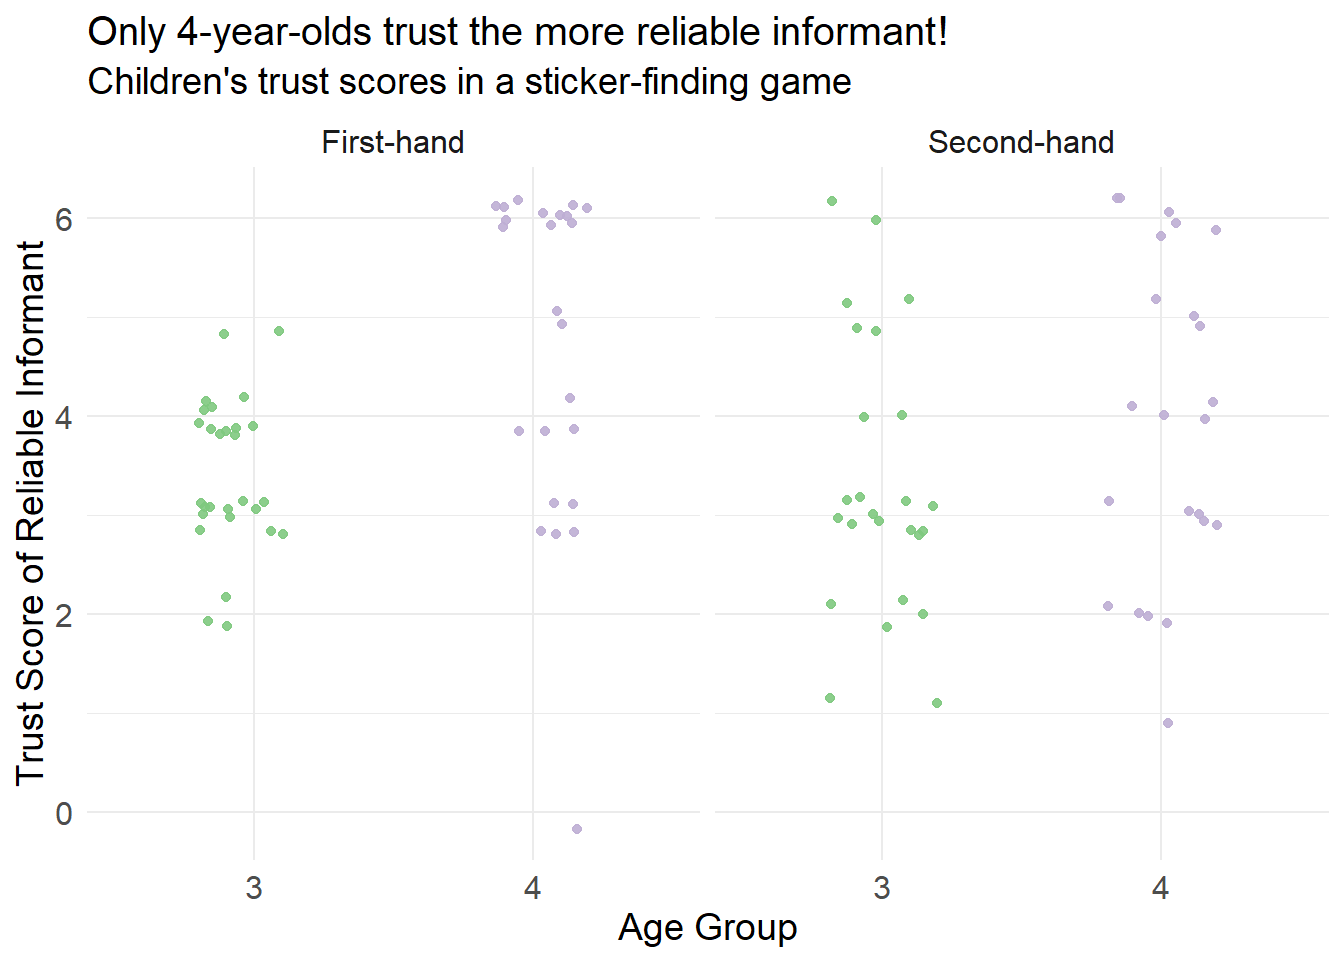 Only 4-year-olds trust the more reliable informant!
Children's trust scores in a sticker-finding game
First-hand
Second-hand
Trust Score of Reliable Informant
6
4
2
0
3
4
3
4
Age Group